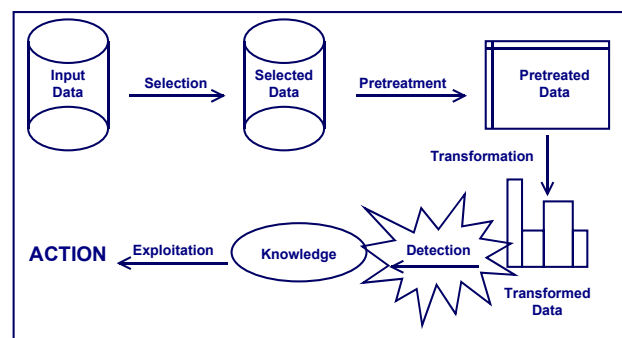 Input
Data
Selection
Selected
Data
Pretreatment
Pretreated
Data
Transformation
ACTION
Exploitation
Knowledge
Detection
Transformed
Data